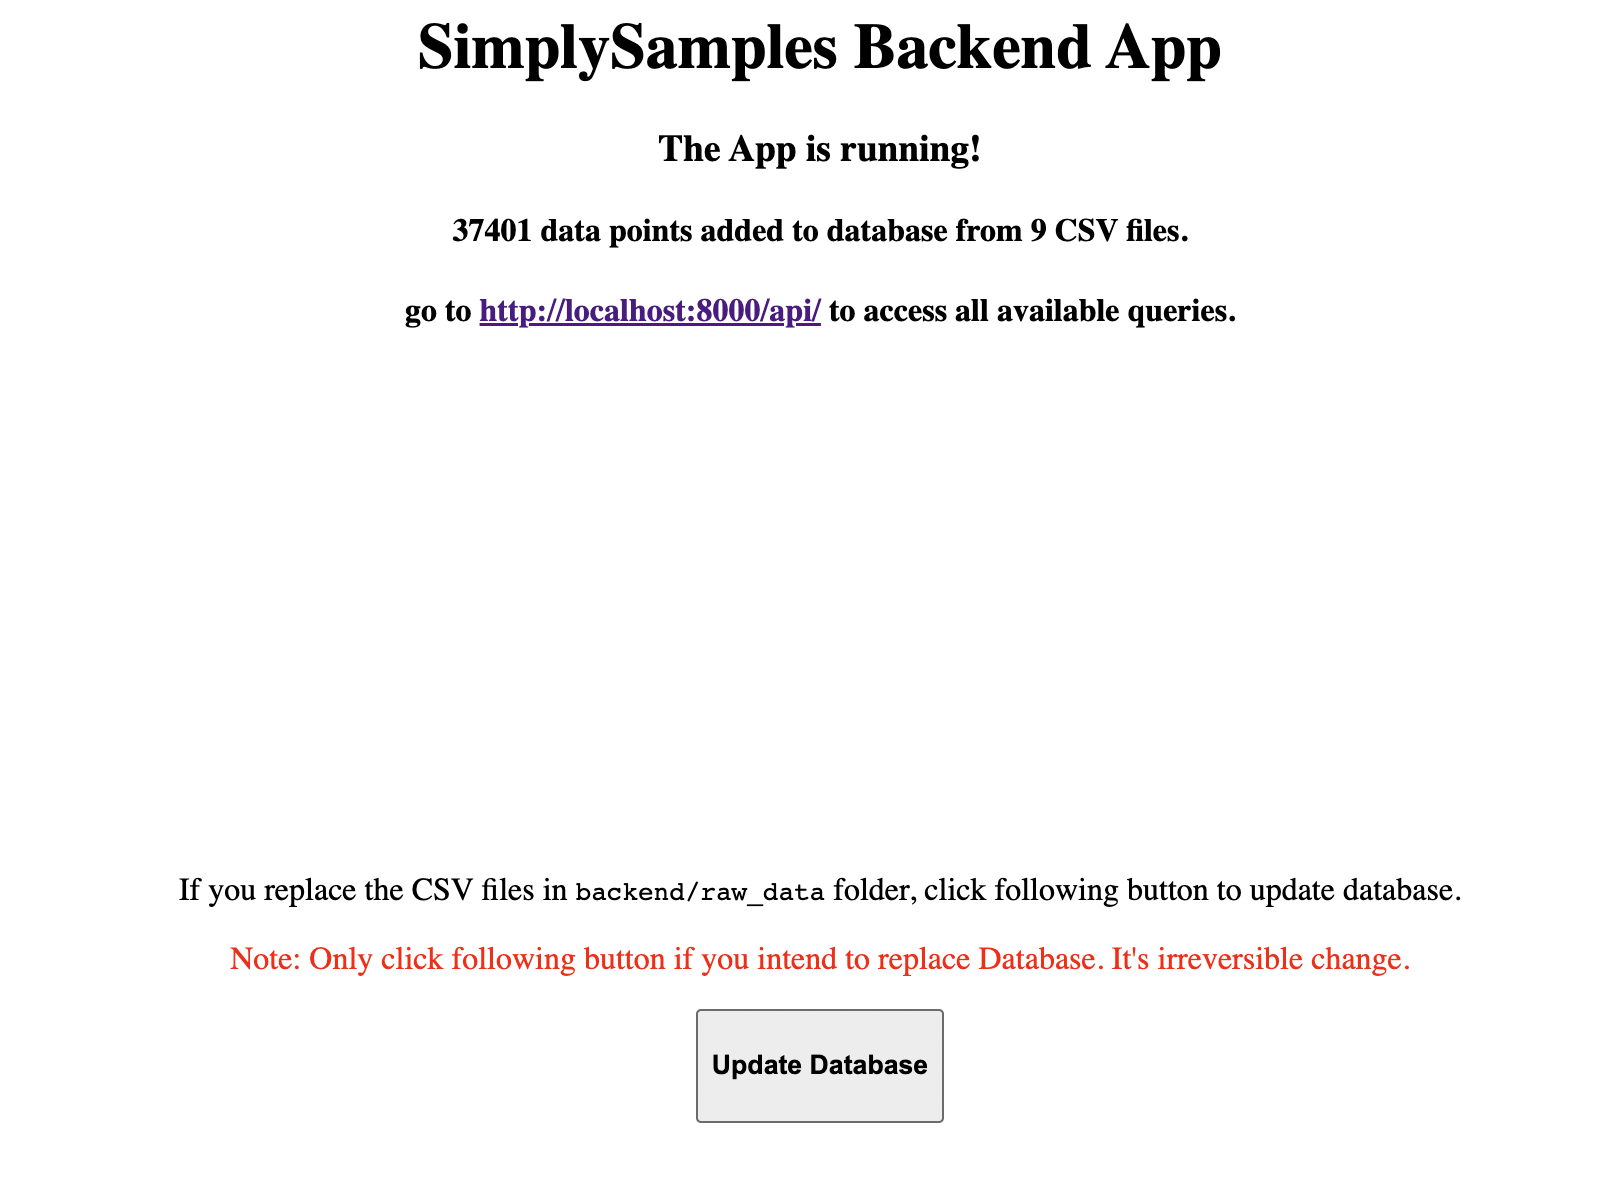 SimplySamples Backend App
The App is running!
37401 data points added to database from 9 CSV files.
go to http://localhost:8000/api/ to access all available queries.
If you replace the CSV files in backend/raw_data folder, click following button to update database.
Note: Only click following button if you intend to replace Database. It's irreversible change.
Update Database